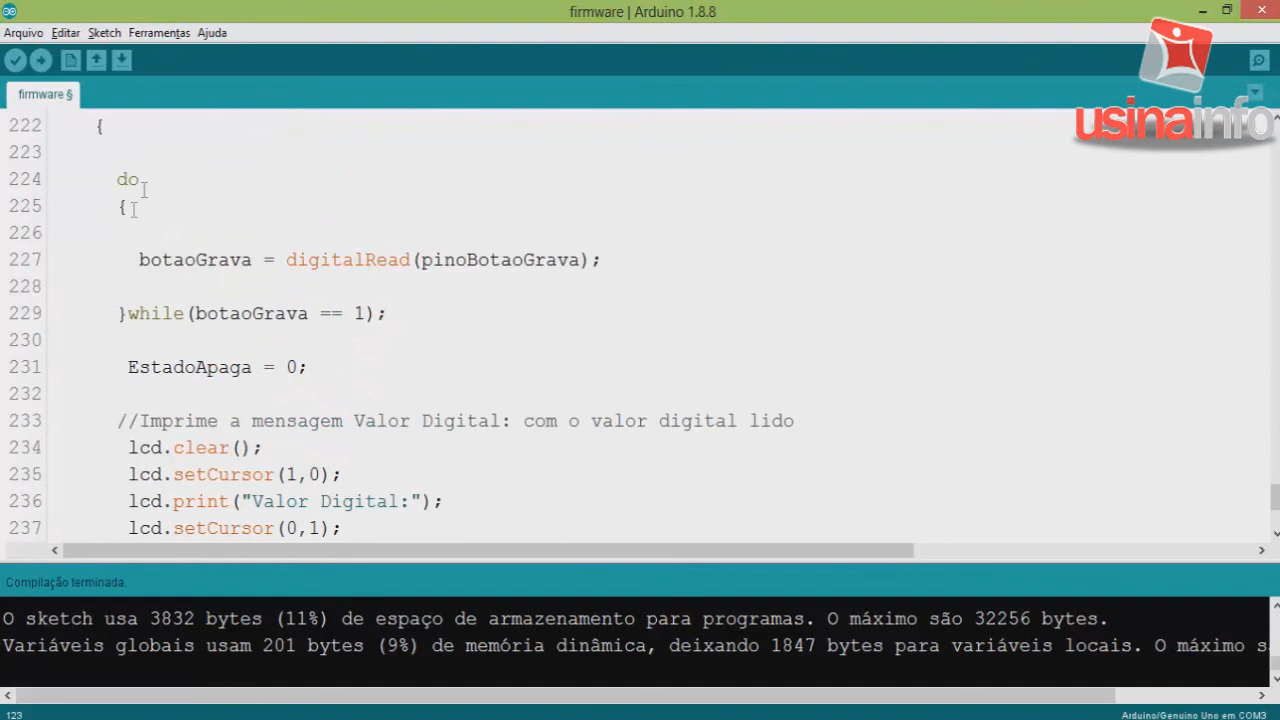 firmware | Arduino 1.8.8
Arquivo Editar Sketch Ferramentas Ajuda
usinainfo
firmware §
222 {
223
224 do
225 {
226
227 botaoGrava = digitalRead(pinoBotaoGrava);
228
229 }while(botaoGrava == 1);
230
231 EstadoApaga = 0;
232
233 //Imprime a mensagem Valor Digital: com o valor digital lido
234 lcd.clear();
235 lcd.setCursor(1,0);
236 lcd.print("Valor Digital:");
237 lcd.setCursor(0,1);
Compilação terminada.
O sketch usa 3832 bytes (11%) de espaço de armazenamento para programas. O máximo são 32256 bytes.
Variáveis globais usam 201 bytes (9%) de memória dinâmica, deixando 1847 bytes para variáveis locais. O máximo s
123 Arduino/Genuino Uno em COM3